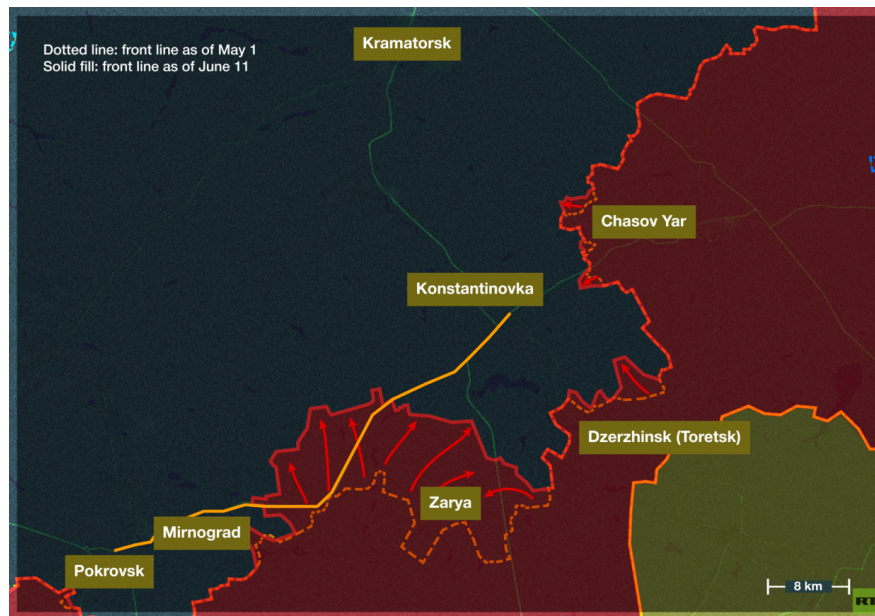 Dotted line: front line as of May 1
Solid fill: front line as of June 11
Kramatorsk
Chasov Yar
Konstantinovka
Dzerzhinsk (Toretsk)
Zarya
Mirnograd
Pokrovsk
8 km
RT